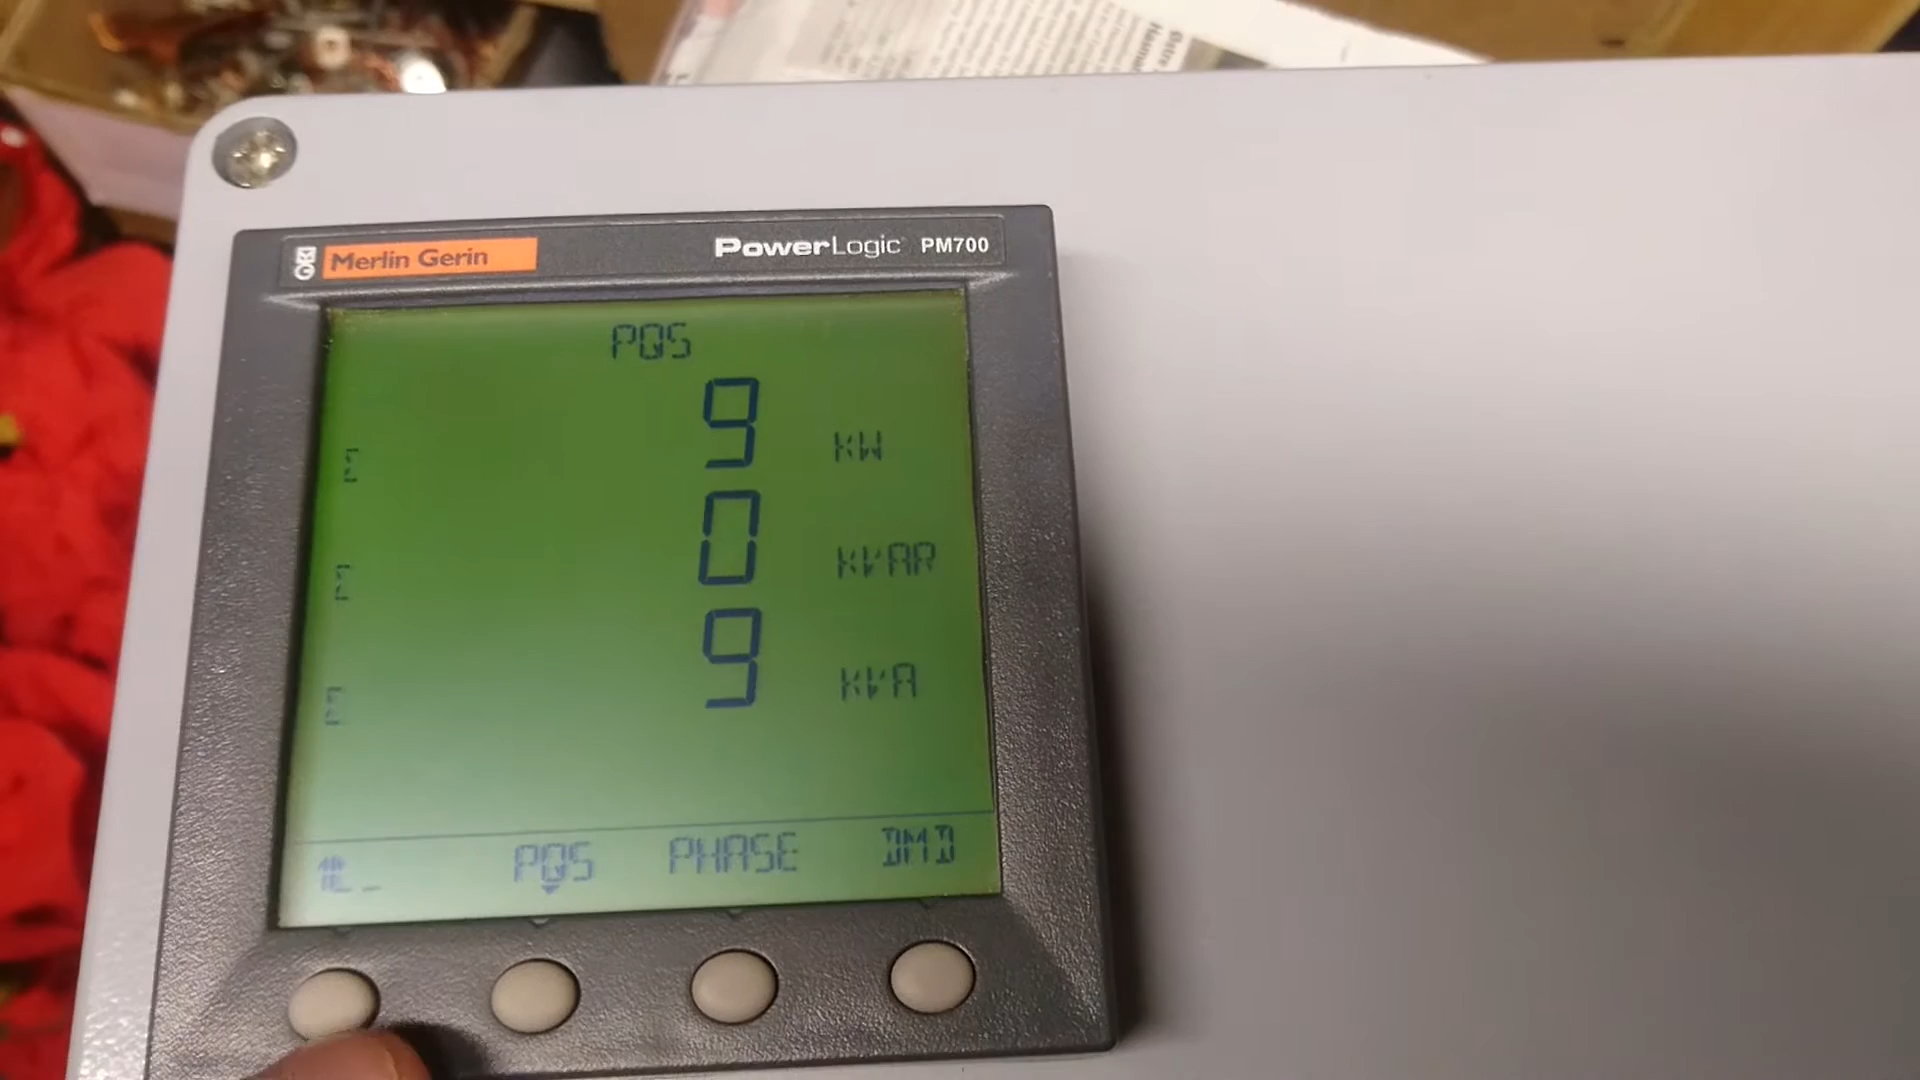 Merlin Gerin PowerLogic PM700
PQS
9 kW
0 kVAR
9 kVA
PQS PHASE DMD